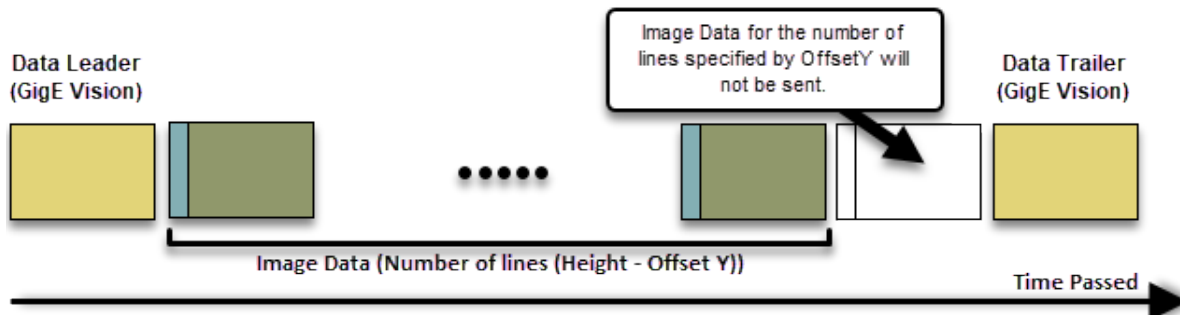 Image Data for the number of
lines specified by OffsetY will
not be sent.
Data Leader
(GigE Vision)
Data Trailer
(GigE Vision)
Image Data (Number of lines (Height - Offset Y))
Time Passed